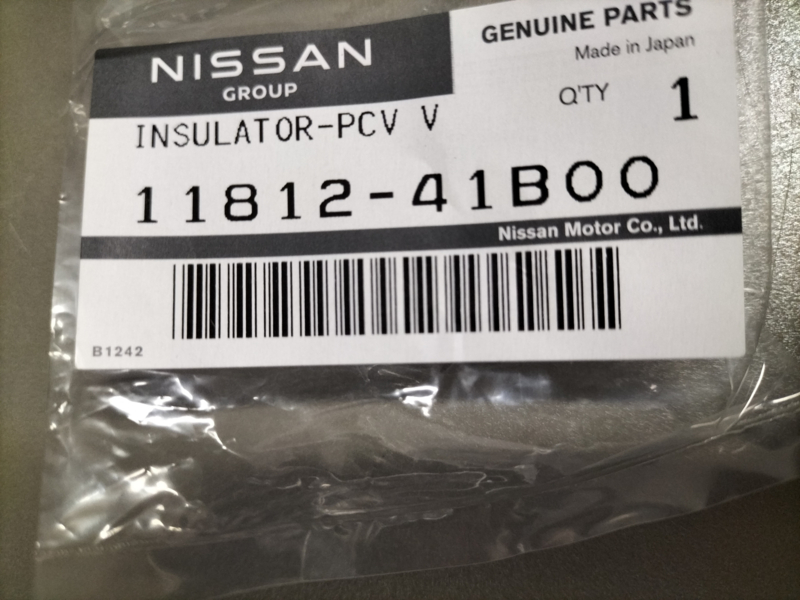 NISSAN
GROUP
GENUINE PARTS
Made in Japan
Q'TY 1
INSULATOR-PCV V
11812-41B00
Nissan Motor Co., Ltd.
B1242